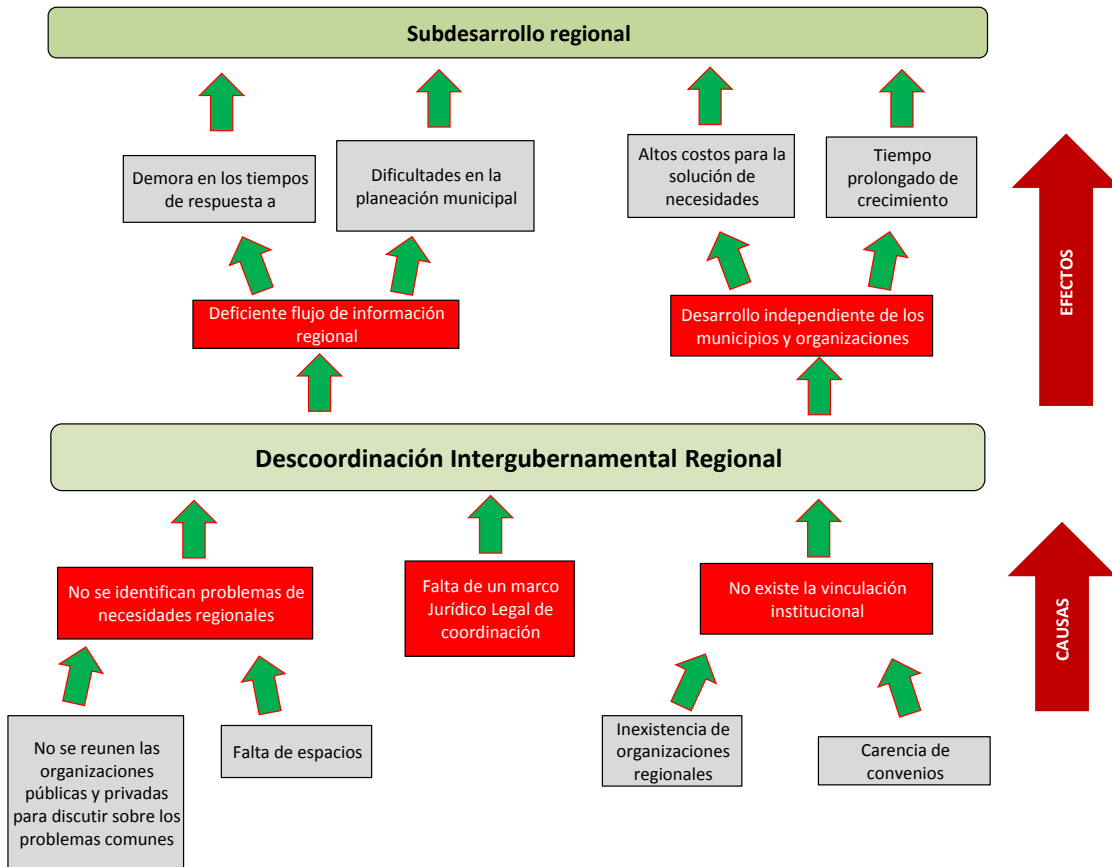 Subdesarrollo regional
Demora en los tiempos
de respuesta a
Dificultades en la
planeación municipal
Altos costos para la
solución de
necesidades
Tiempo
prolongado de
crecimiento
Deficiente flujo de información
regional
Desarrollo independiente de los
municipios y organizaciones
EFECTOS
Descoordinación Intergubernamental Regional
No se identifican problemas de
necesidades regionales
Falta de un marco
Jurídico Legal de
coordinación
No existe la vinculación
institucional
CAUSAS
No se reunen las
organizaciones
públicas y privadas
para discutir sobre los
problemas comunes
Falta de espacios
Inexistencia de
organizaciones
regionales
Carencia de
convenios